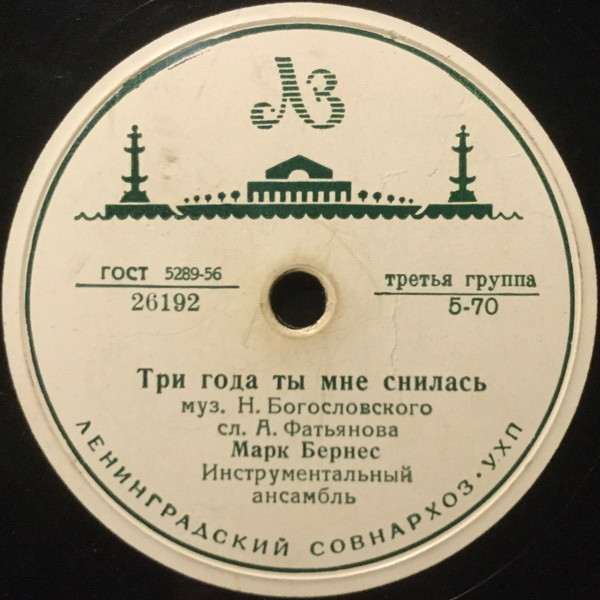 ЛЗ
ГОСТ 5289-56
26192
третья группа
5-70
Три года ты мне снилась
муз. Н. Богословского
сл. А. Фатьянова
Марк Бернес
Инструментальный
ансамбль
ЛЕНИНГРАДСКИЙ СОВНАРХОЗ · УХП